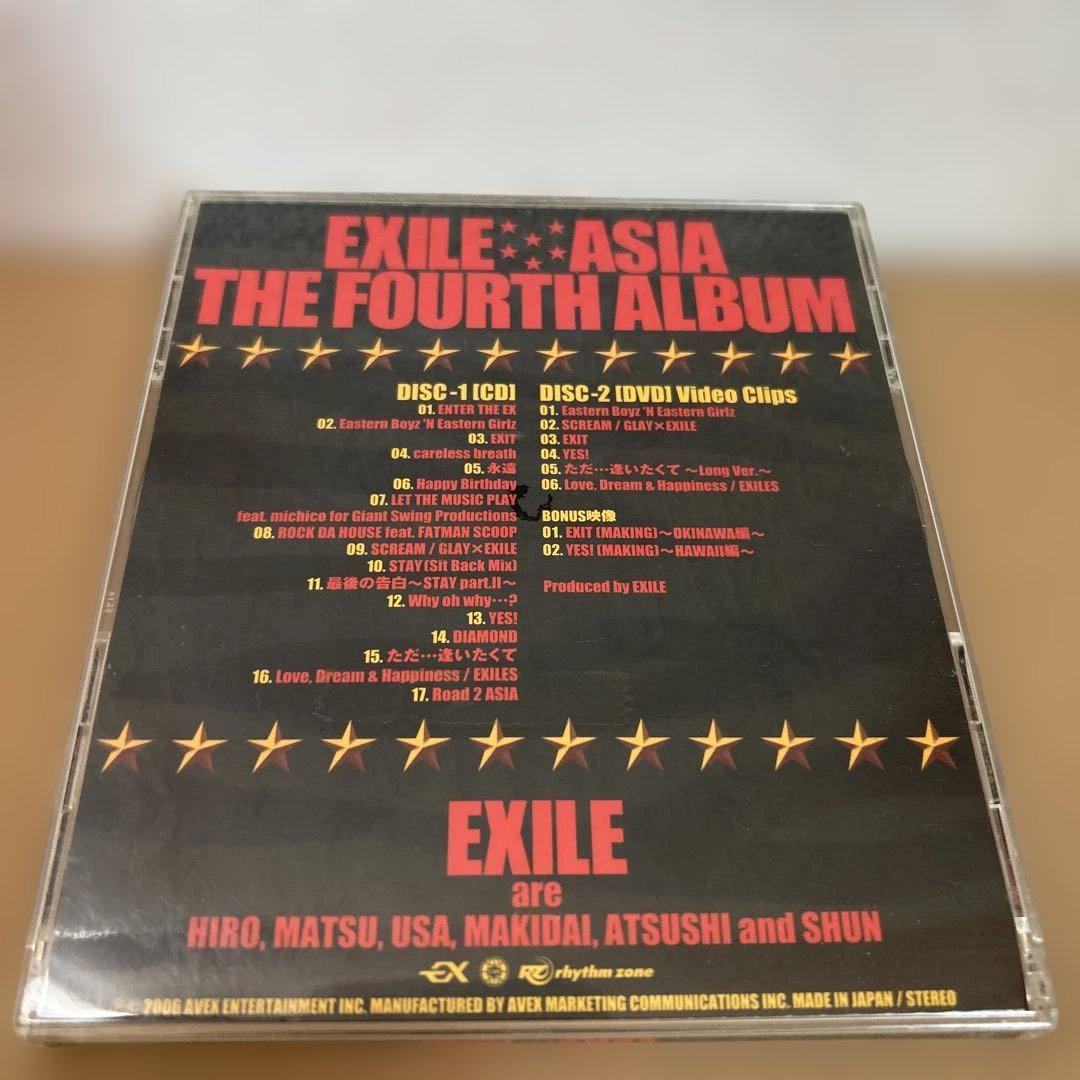 EXILE ASIA
THE FOURTH ALBUM
DISC-1 [CD]
01. ENTER THE EX
02. Eastern Boyz 'N Eastern Girlz
03. EXIT
04. careless breath
05. 永遠
06. Happy Birthday
07. LET THE MUSIC PLAY
feat. michico for Giant Swing Productions
08. ROCK DA HOUSE feat. FATMAN SCOOP
09. SCREAM / GLAY×EXILE
10. STAY (Sit Back Mix)
11. 最後の告白～STAY part.II～
12. Why oh why…?
13. YES!
14. DIAMOND
15. ただ…逢いたくて
16. Love, Dream & Happiness / EXILES
17. Road 2 ASIA
DISC-2 [DVD] Video Clips
01. Eastern Boyz 'N Eastern Girlz
02. SCREAM / GLAY×EXILE
03. EXIT
04. YES!
05. ただ…逢いたくて ～Long Ver.～
06. Love, Dream & Happiness / EXILES
BONUS映像
01. EXIT (MAKING)～OKINAWA編～
02. YES! (MAKING)～HAWAII編～
Produced by EXILE
EXILE
are
HIRO, MATSU, USA, MAKIDAI, ATSUSHI and SHUN
EX rhythm zone
℗© 2006 AVEX ENTERTAINMENT INC. MANUFACTURED BY AVEX MARKETING COMMUNICATIONS INC. MADE IN JAPAN / STEREO